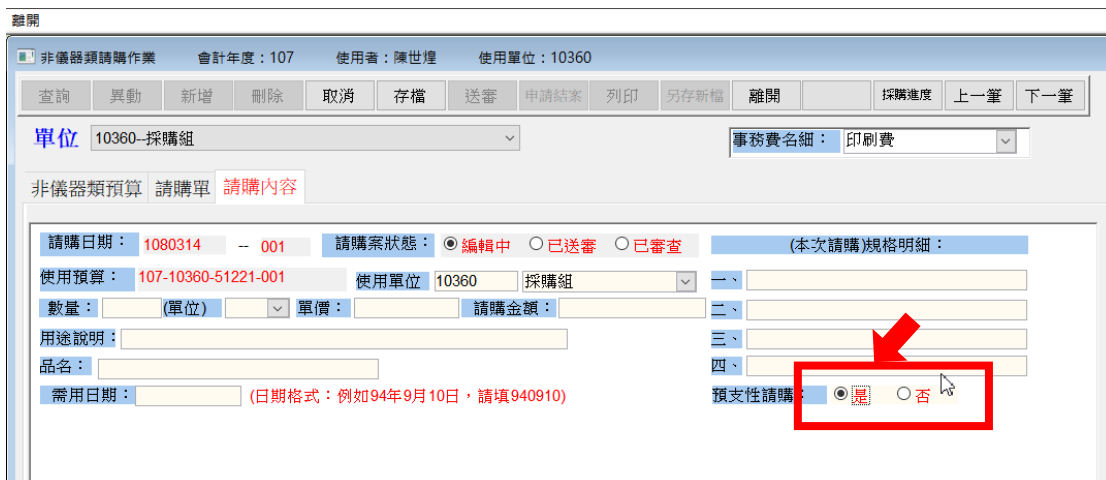 離開
非儀器類請購作業 會計年度：107 使用者：陳世煌 使用單位：10360
查詢 異動 新增 刪除 取消 存檔 送審 申請結案 列印 另存新檔 離開 採購進度 上一筆 下一筆
單位 10360--採購組 事務費名細： 印刷費
非儀器類預算 請購單 請購內容
請購日期： 1080314 -- 001 請購案狀態： 編輯中 已送審 已審查 (本次請購)規格明細：
使用預算： 107-10360-51221-001 使用單位 10360 採購組 一、
數量： (單位) 單價： 請購金額： 二、
用途說明： 三、
品名： 四、
需用日期： (日期格式：例如94年9月10日，請填940910) 預支性請購： 是 否